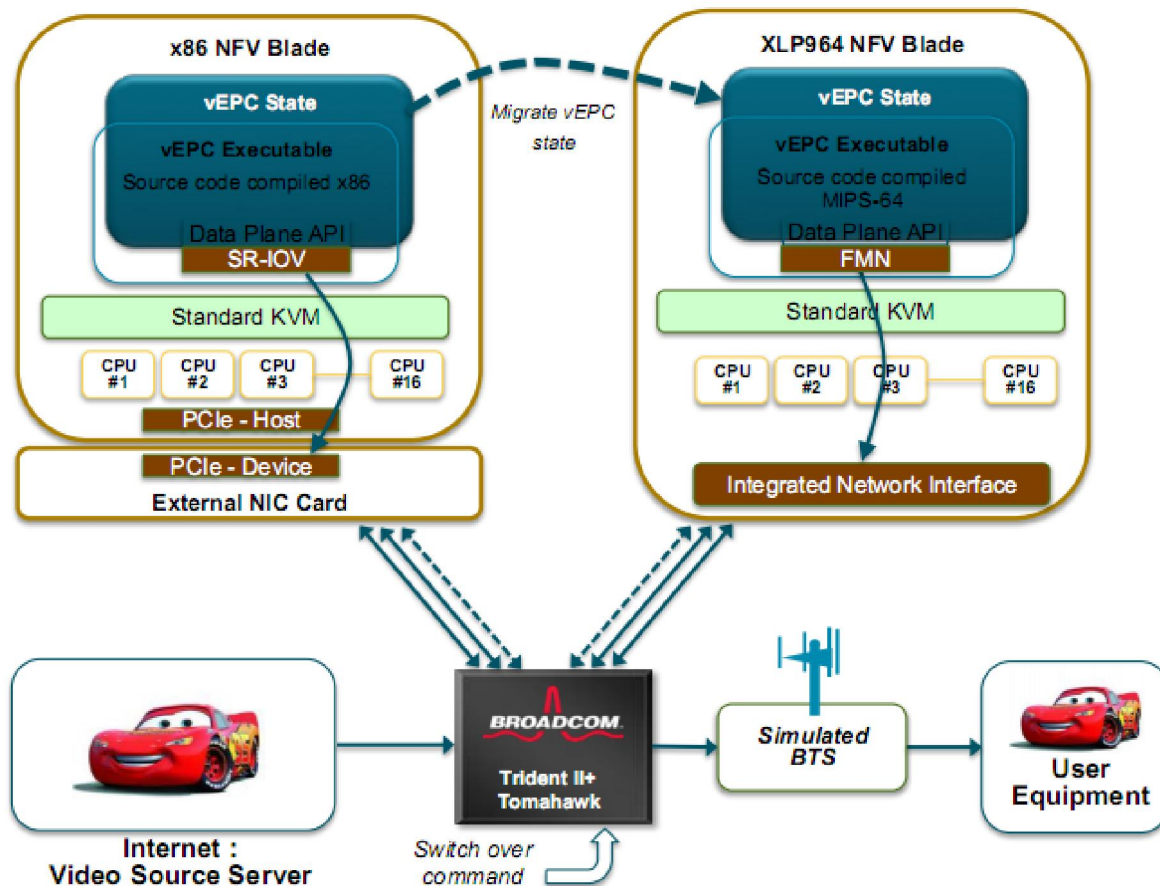 x86 NFV Blade
vEPC State
vEPC Executable
Source code compiled x86
Data Plane API
SR-IOV
Standard KVM
CPU
#1
CPU
#2
CPU
#3
CPU
#16
PCIe - Host
PCIe - Device
External NIC Card
Migrate vEPC
state
XLP964 NFV Blade
vEPC State
vEPC Executable
Source code compiled
MIPS-64
Data Plane API
FMN
Standard KVM
CPU
#1
CPU
#2
CPU
#3
CPU
#16
Integrated Network Interface
Internet :
Video Source Server
BROADCOM.
Trident II+
Tomahawk
Switch over
command
Simulated
BTS
User
Equipment